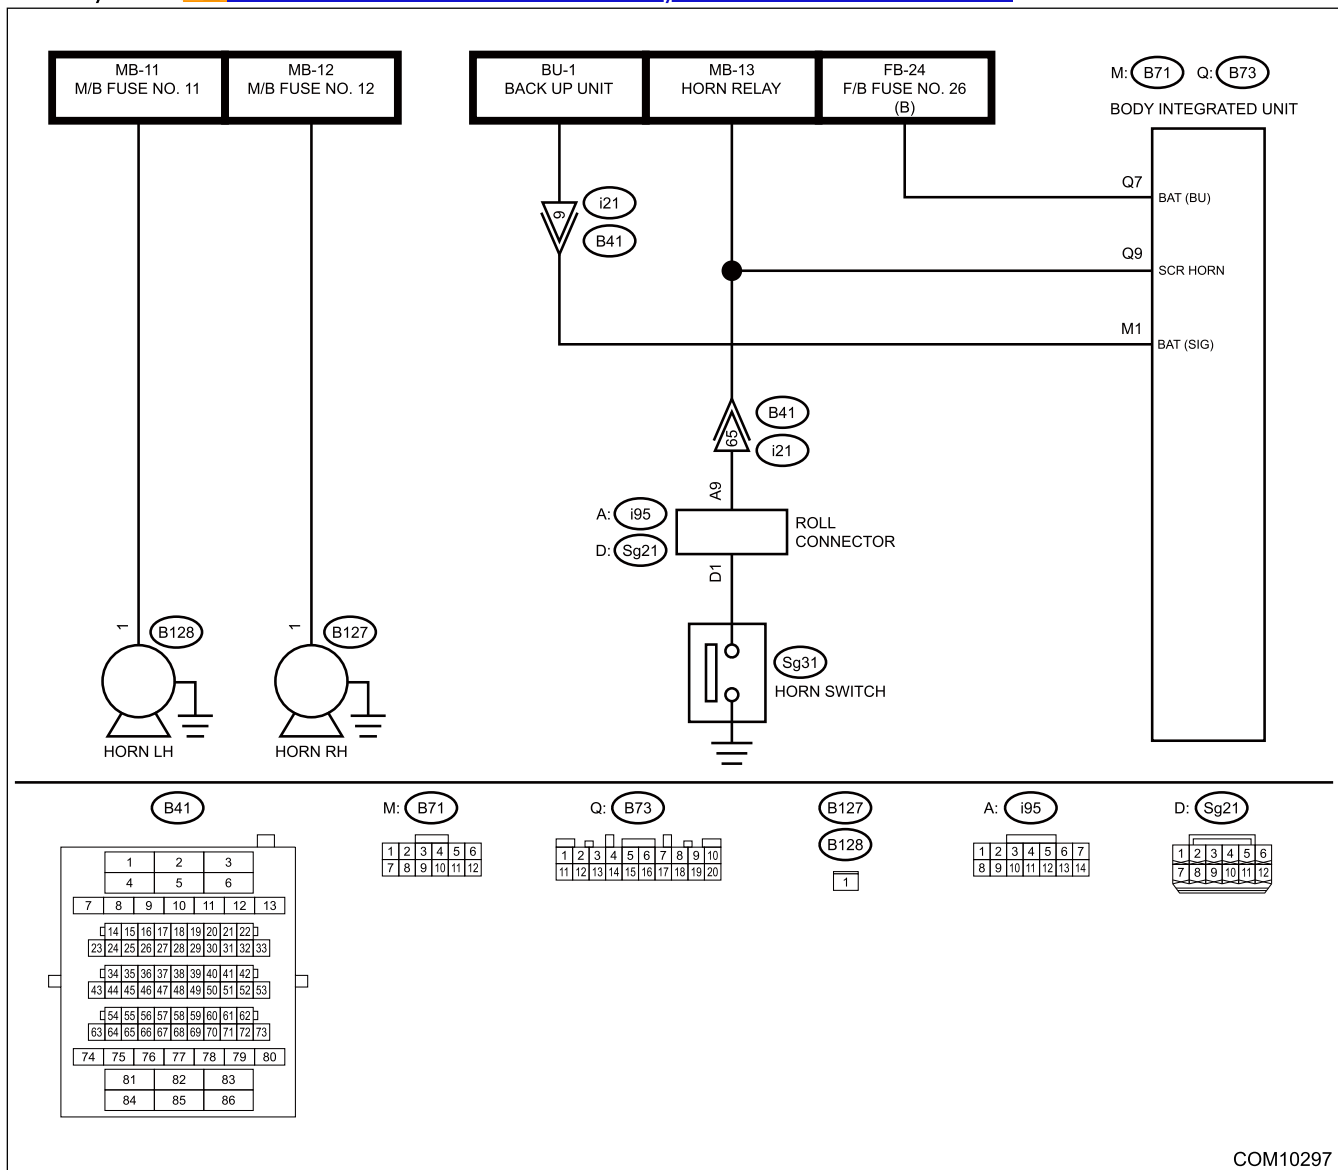 MB-11
M/B FUSE NO. 11
MB-12
M/B FUSE NO. 12
BU-1
BACK UP UNIT
MB-13
HORN RELAY
FB-24
F/B FUSE NO. 26
(B)
M: B71 Q: B73
BODY INTEGRATED UNIT
Q7
BAT (BU)
9
i21
B41
Q9
SCR HORN
M1
BAT (SIG)
65
B41
i21
A9
A: i95
D: Sg21
ROLL
CONNECTOR
D1
1
B128
1
B127
Sg31
HORN SWITCH
HORN LH
HORN RH
B41
M: B71
Q: B73
B127
B128
A: i95
D: Sg21
1 2 3
4 5 6
7 8 9 10 11 12 13
14 15 16 17 18 19 20 21 22
23 24 25 26 27 28 29 30 31 32 33
34 35 36 37 38 39 40 41 42
43 44 45 46 47 48 49 50 51 52 53
54 55 56 57 58 59 60 61 62
63 64 65 66 67 68 69 70 71 72 73
74 75 76 77 78 79 80
81 82 83
84 85 86
1 2 3 4 5 6
7 8 9 10 11 12
1 2 3 4 5 6 7 8 9 10
11 12 13 14 15 16 17 18 19 20
1
1 2 3 4 5 6 7
8 9 10 11 12 13 14
1 2 3 4 5 6
7 8 9 10 11 12
COM10297